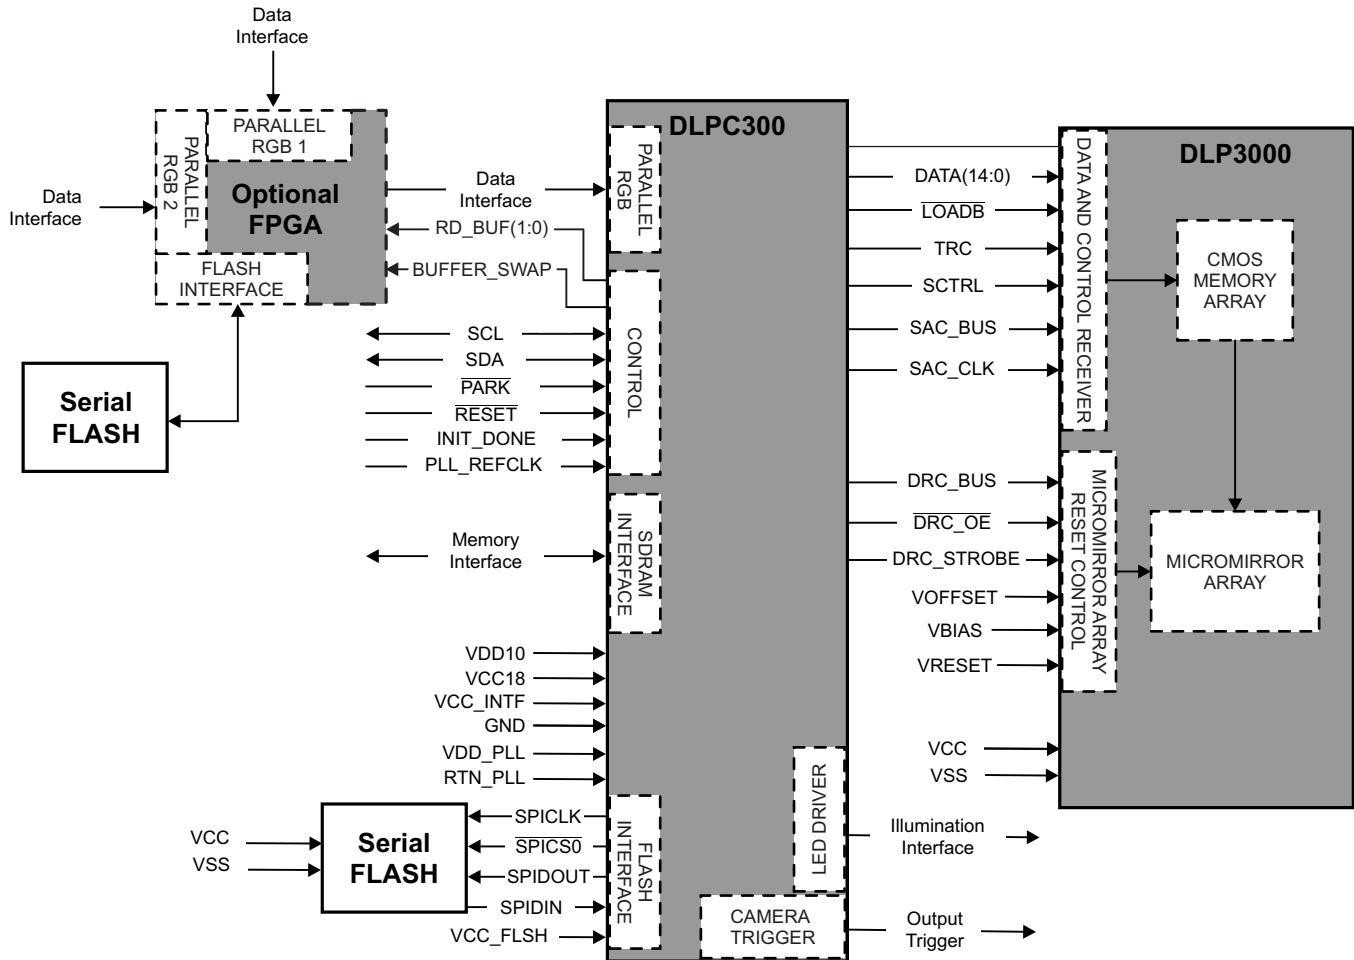 Data
Interface
PARALLEL
RGB 1
PARALLEL
RGB 2
Optional
FPGA
FLASH
INTERFACE
Data
Interface
Serial
FLASH
Data
Interface
RD_BUF(1:0)
BUFFER_SWAP
SCL
SDA
PARK
RESET
INIT_DONE
PLL_REFCLK
Memory
Interface
VDD10
VCC18
VCC_INTF
GND
VDD_PLL
RTN_PLL
SPICLK
SPICS0
SPIDOUT
SPIDIN
VCC_FLSH
VCC
VSS
Serial
FLASH
DLPC300
PARALLEL
RGB
CONTROL
SDRAM
INTERFACE
FLASH
INTERFACE
LED DRIVER
CAMERA
TRIGGER
DATA(14:0)
LOADB
TRC
SCTRL
SAC_BUS
SAC_CLK
DRC_BUS
DRC_OE
DRC_STROBE
VOFFSET
VBIAS
VRESET
VCC
VSS
Illumination
Interface
Output
Trigger
DLP3000
DATA AND CONTROL RECEIVER
CMOS
MEMORY
ARRAY
MICROMIRROR ARRAY
RESET CONTROL
MICROMIRROR
ARRAY